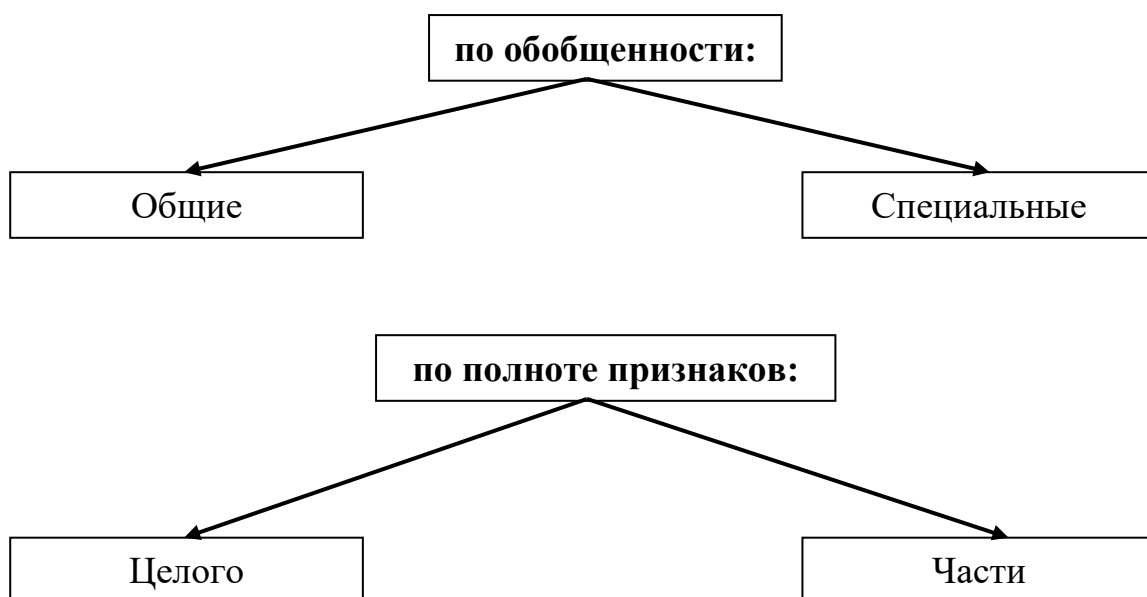 по обобщенности:
Общие
Специальные
по полноте признаков:
Целого
Части